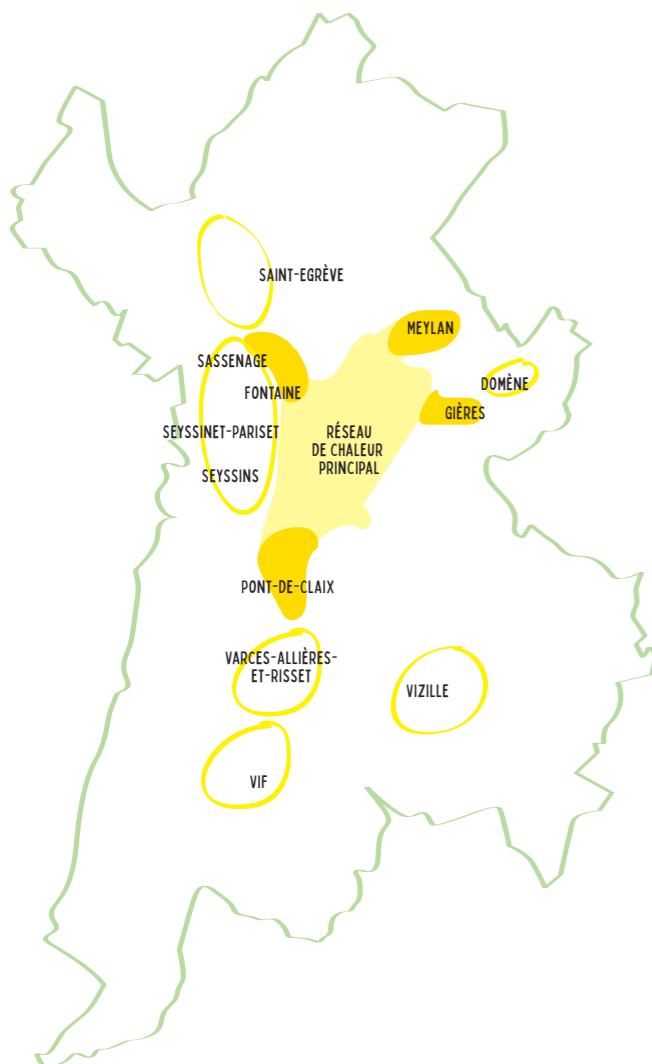 SAINT-EGRÈVE
MEYLAN
SASSENAGE
DOMÈNE
FONTAINE
GIÈRES
SEYSSINET-PARISET
RÉSEAU
DE CHALEUR
PRINCIPAL
SEYSSINS
PONT-DE-CLAIX
VARCES-ALLIÈRES-
ET-RISSET
VIZILLE
VIF